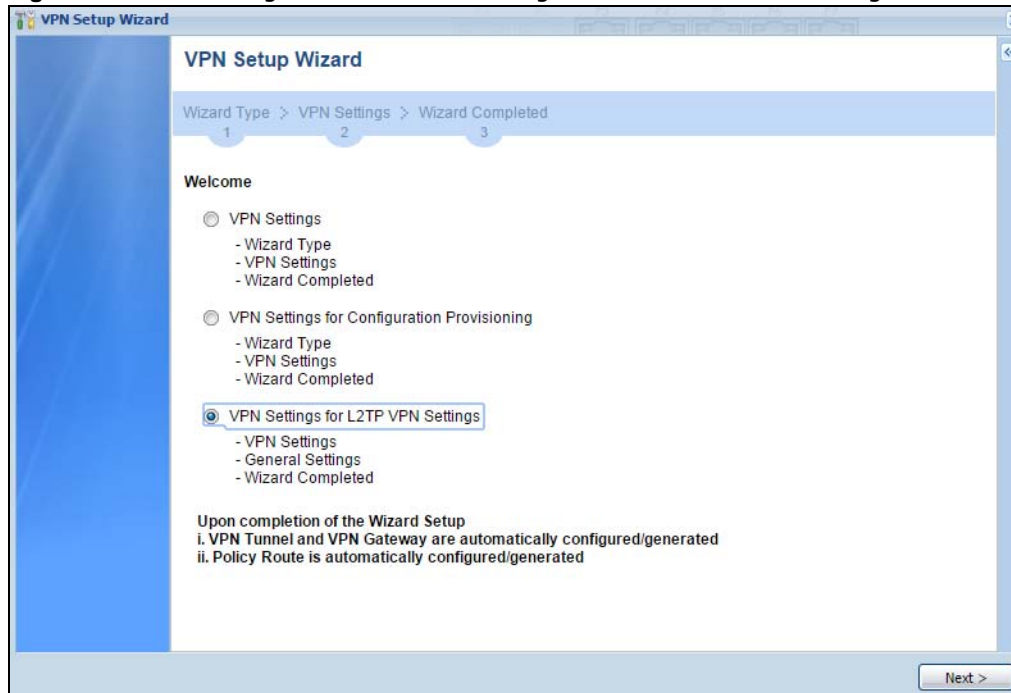 VPN Setup Wizard
VPN Setup Wizard
Wizard Type > VPN Settings > Wizard Completed
1 2 3
Welcome
VPN Settings
- Wizard Type
- VPN Settings
- Wizard Completed
VPN Settings for Configuration Provisioning
- Wizard Type
- VPN Settings
- Wizard Completed
VPN Settings for L2TP VPN Settings
- VPN Settings
- General Settings
- Wizard Completed
Upon completion of the Wizard Setup
i. VPN Tunnel and VPN Gateway are automatically configured/generated
ii. Policy Route is automatically configured/generated
Next >